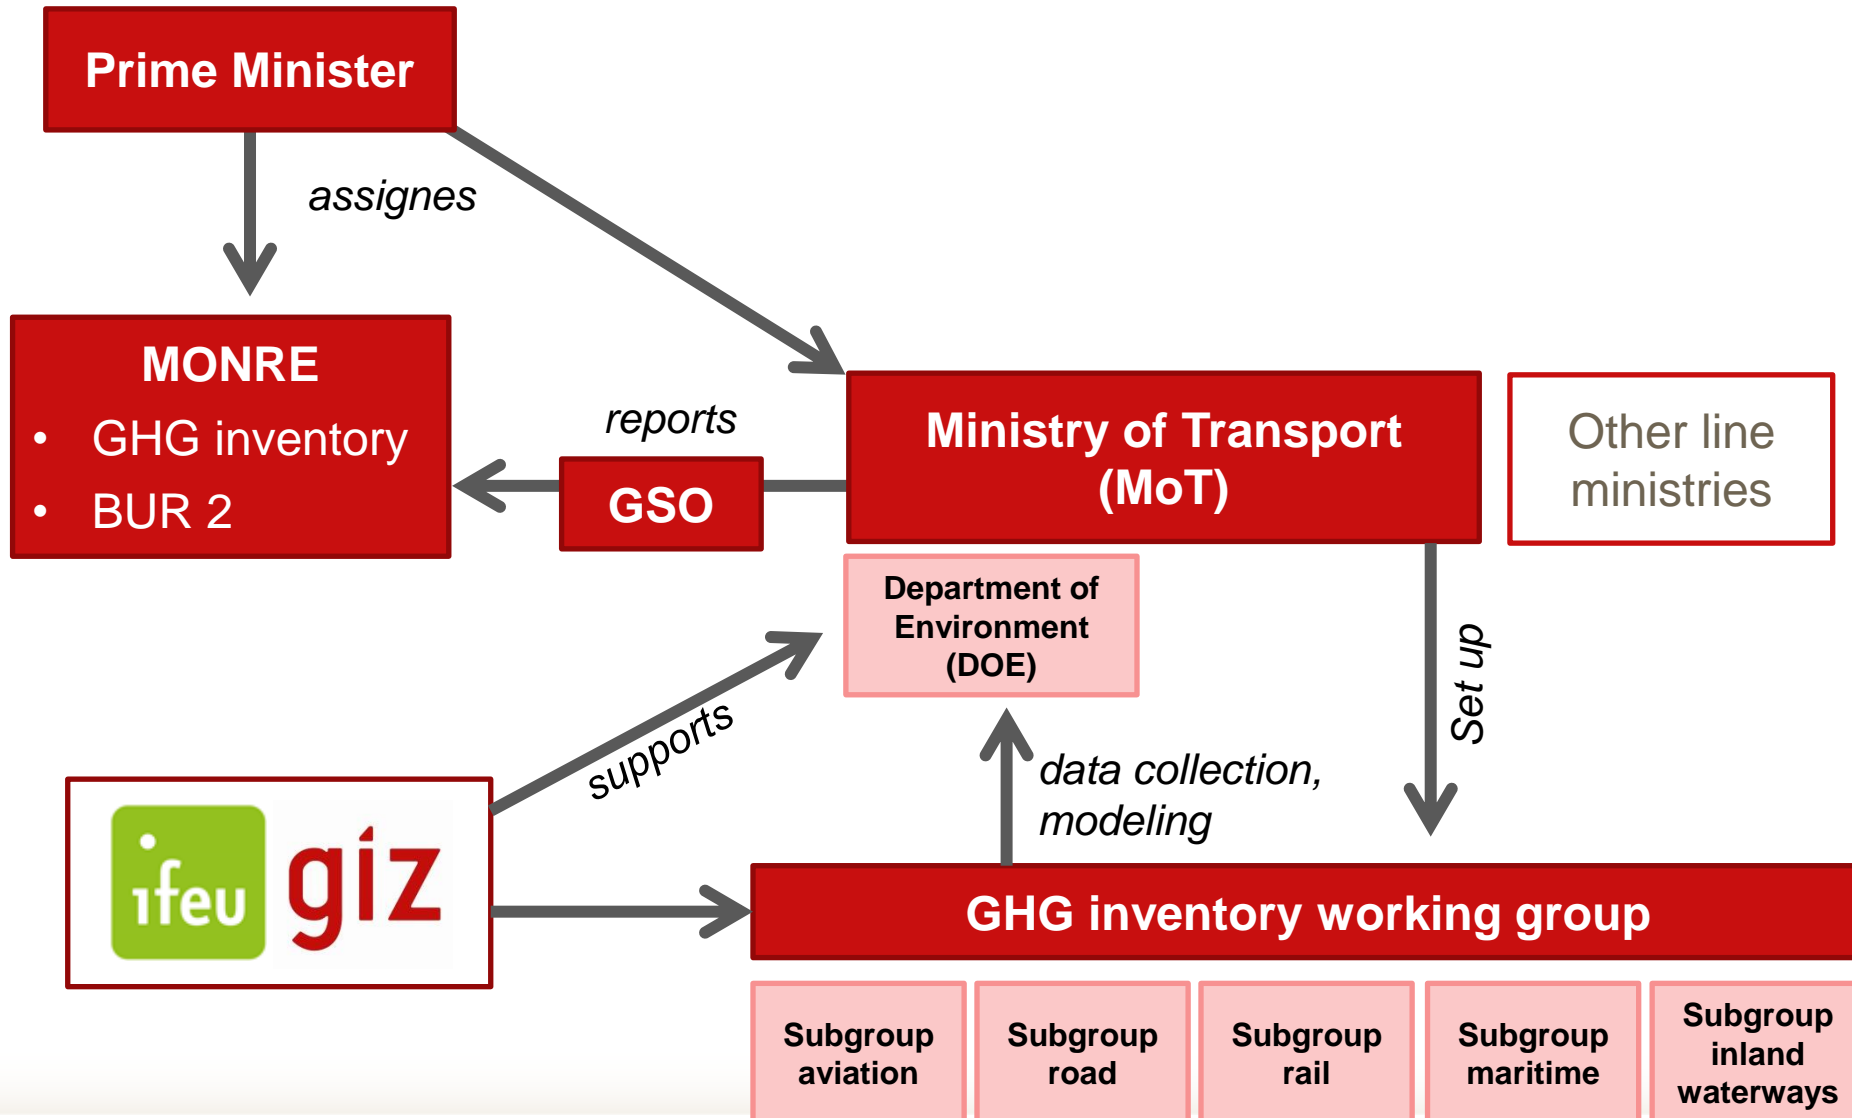 Prime Minister
assignes
MONRE
• GHG inventory
• BUR 2
reports
GSO
Ministry of Transport
(MoT)
Other line
ministries
Department of
Environment
(DOE)
Set up
supports
data collection,
modeling
ifeu
giz
GHG inventory working group
Subgroup
aviation
Subgroup
road
Subgroup
rail
Subgroup
maritime
Subgroup
inland
waterways